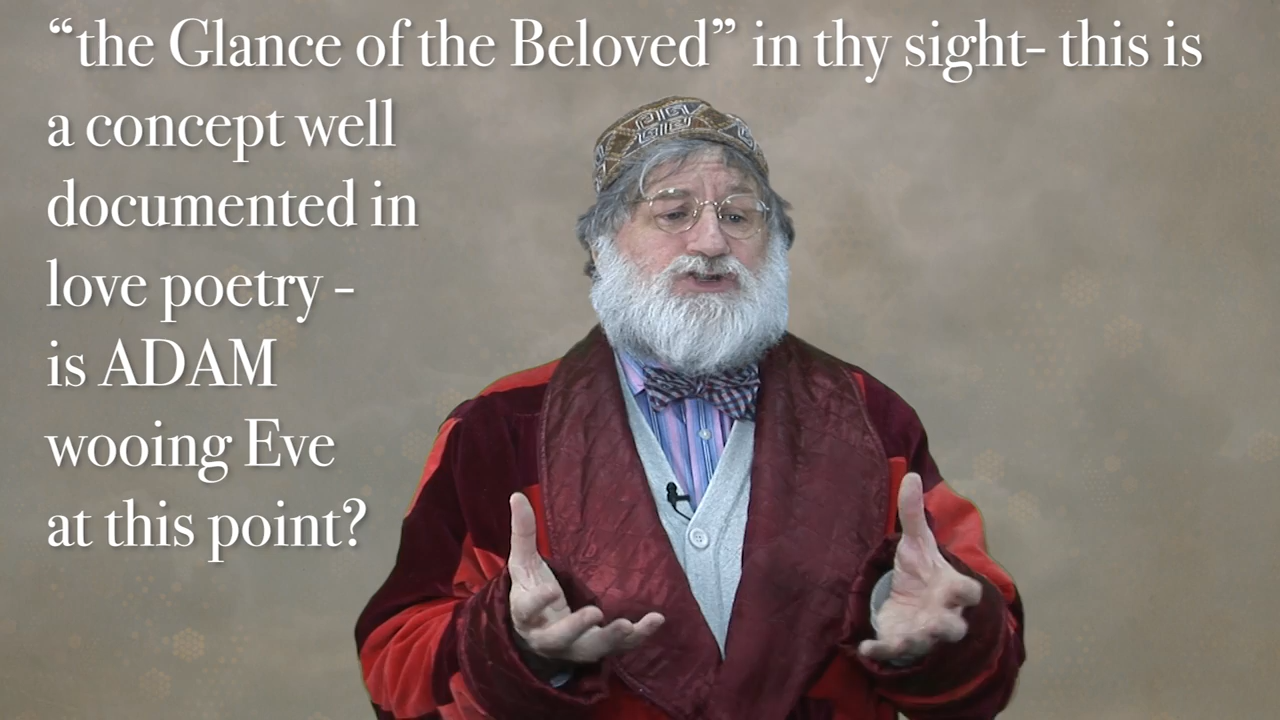 “the Glance of the Beloved” in thy sight- this is
a concept well
documented in
love poetry -
is ADAM
wooing Eve
at this point?